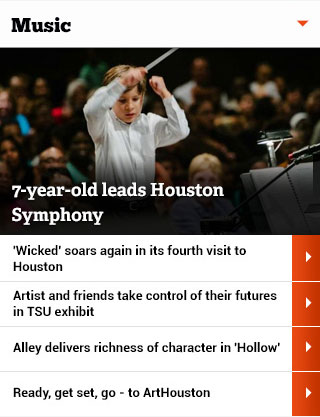 Music
7-year-old leads Houston
Symphony
'Wicked' soars again in its fourth visit to
Houston
Artist and friends take control of their futures
in TSU exhibit
Alley delivers richness of character in 'Hollow'
Ready, get set, go - to ArtHouston